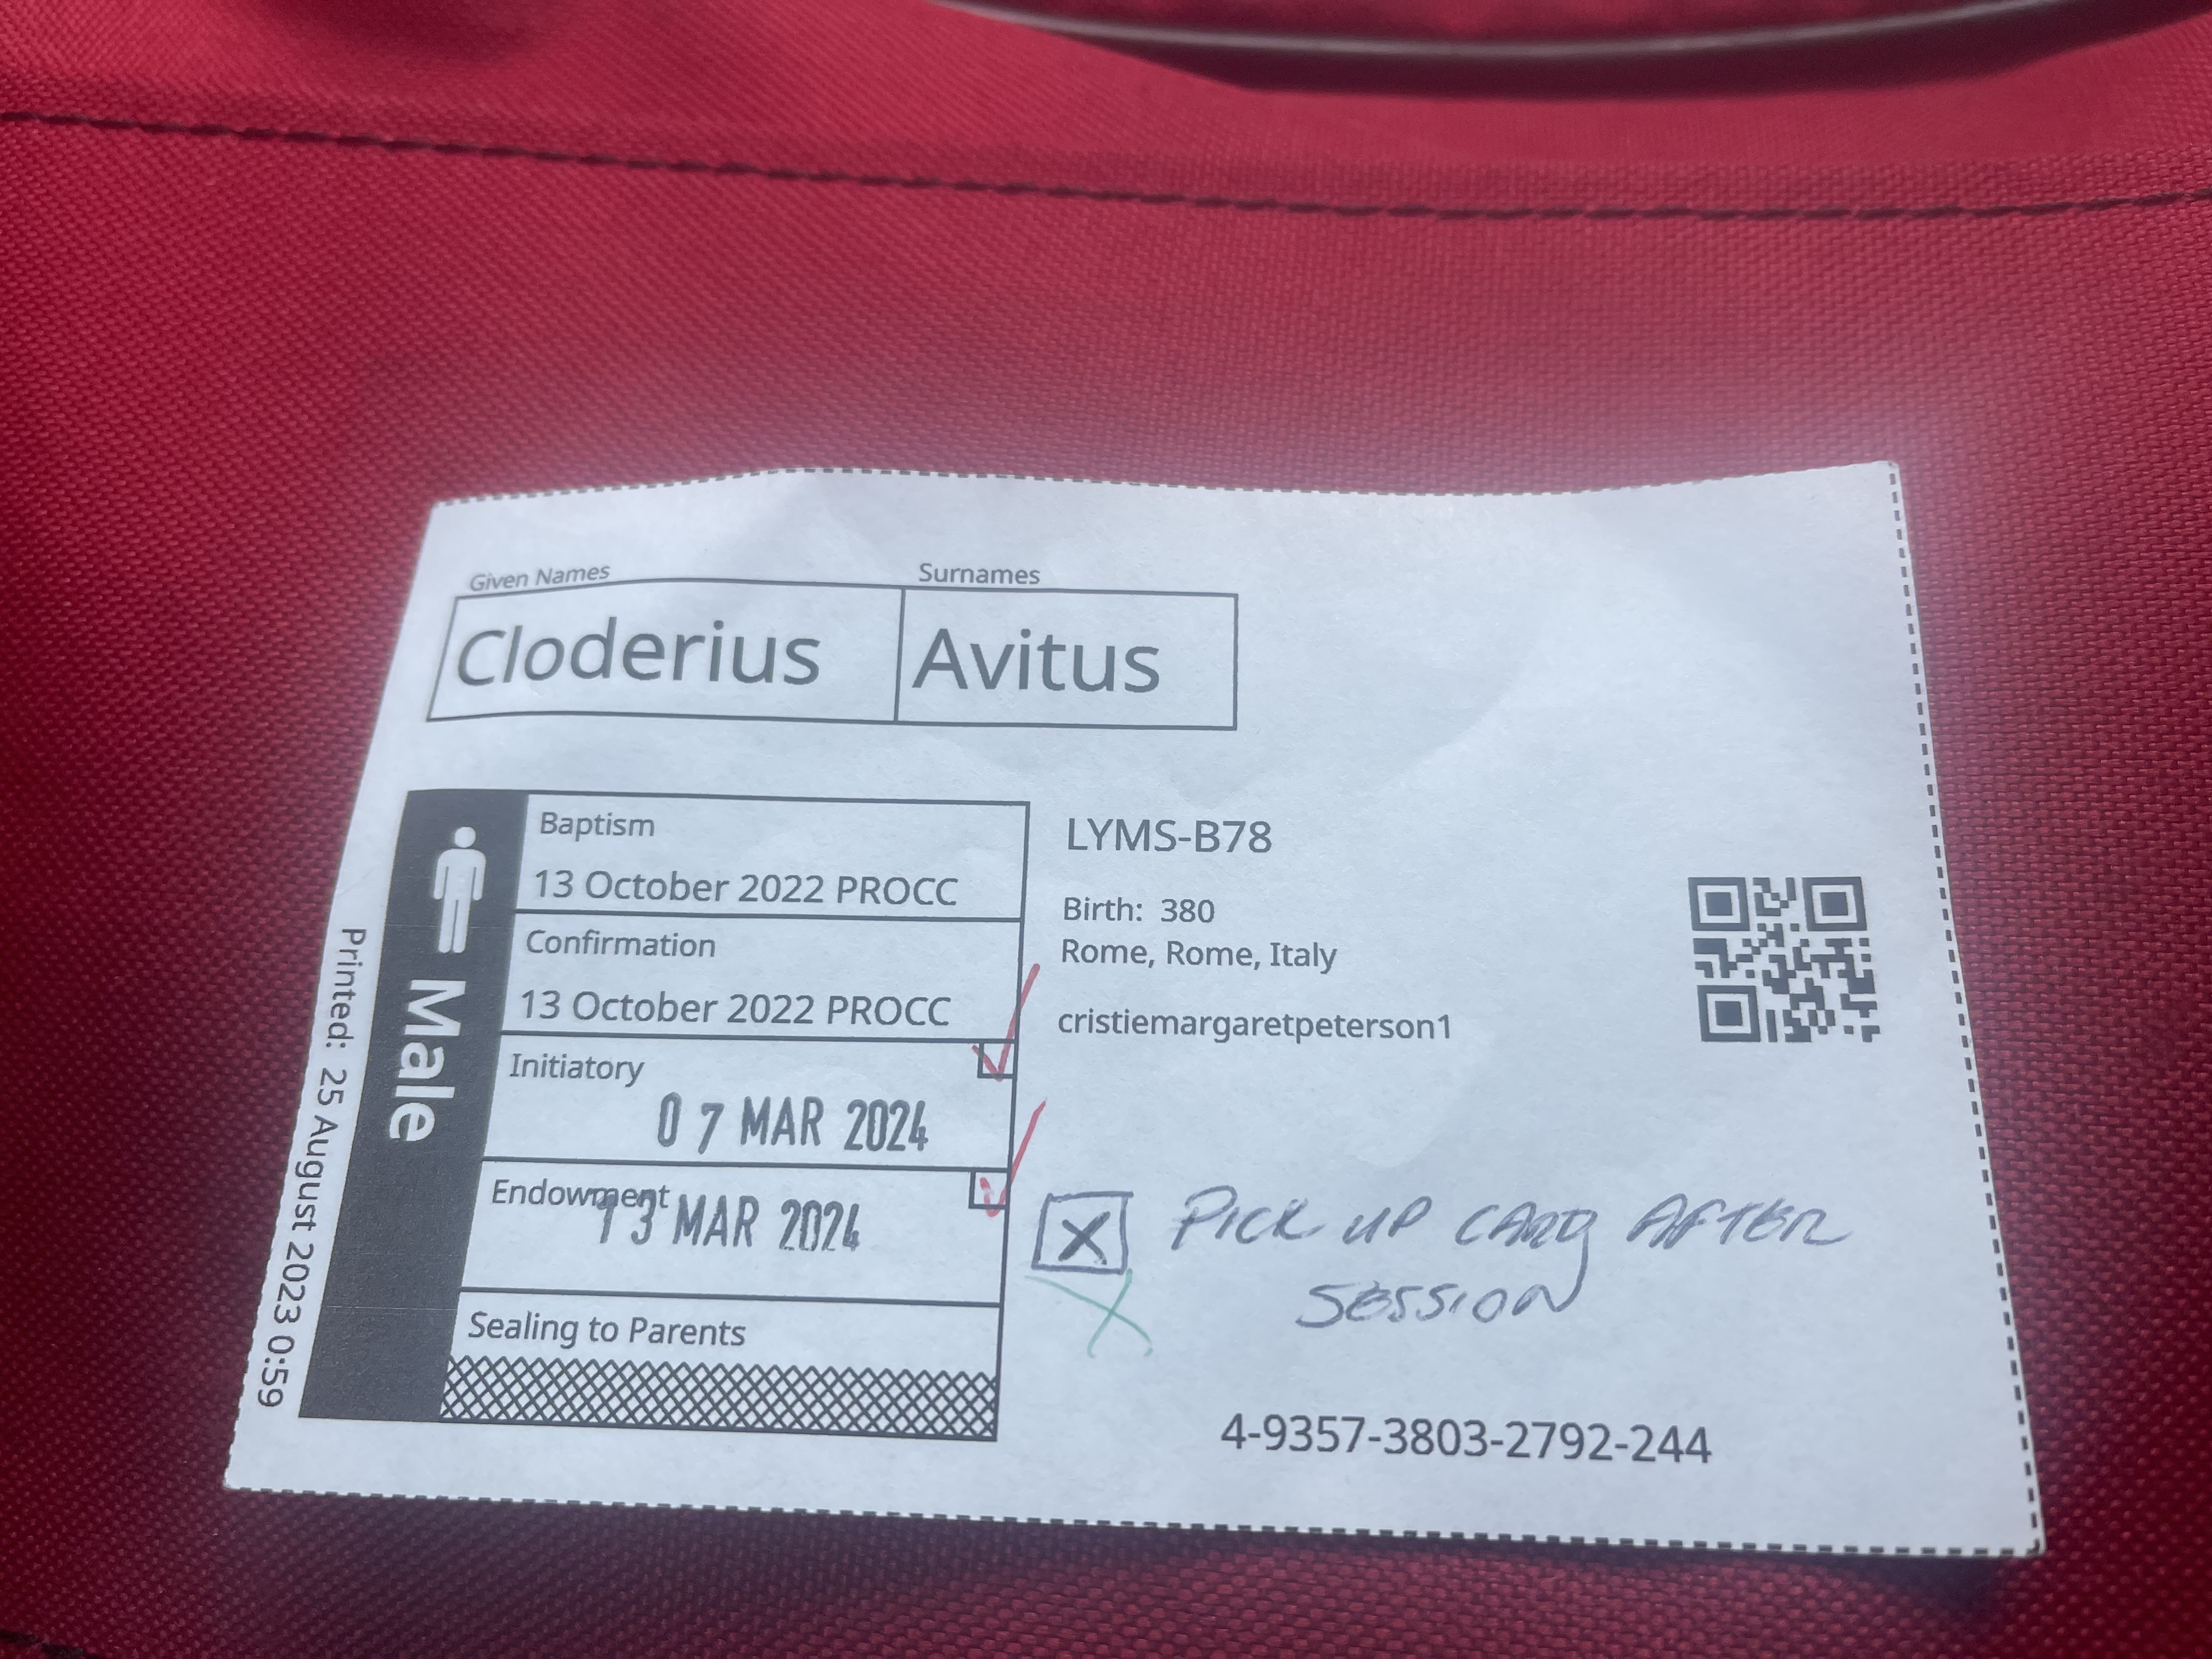 Given Names Surnames
Cloderius Avitus
Baptism
13 October 2022 PROCC
Confirmation
13 October 2022 PROCC
Initiatory
07 MAR 2024
Endowment
13 MAR 2024
Sealing to Parents
Male
Printed: 25 August 2023 0:59
LYMS-B78
Birth: 380
Rome, Rome, Italy
cristiemargaretpeterson1
X PICK UP CARD AFTER
SESSION
4-9357-3803-2792-244